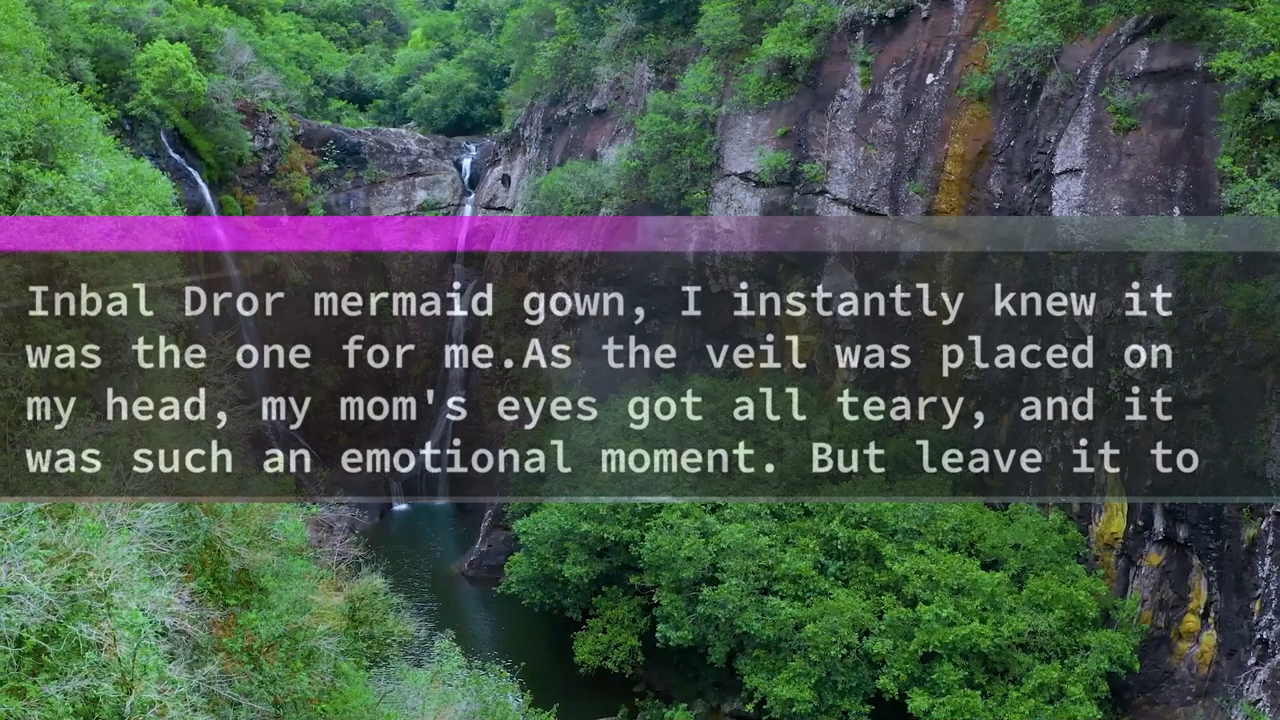 Inbal Dror mermaid gown, I instantly knew it
was the one for me.As the veil was placed on
my head, my mom's eyes got all teary, and it
was such an emotional moment. But leave it to